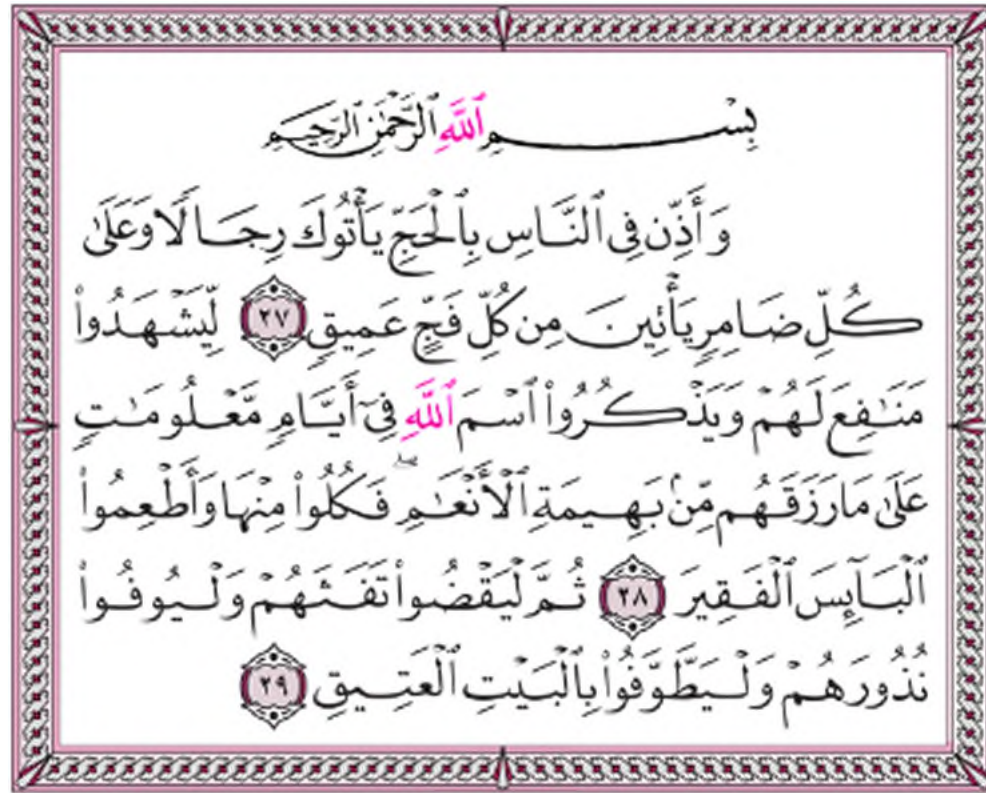 بِسْمِ ٱللَّهِ ٱلرَّحْمَٰنِ ٱلرَّحِيمِ
وَأَذِّن فِى ٱلنَّاسِ بِٱلْحَجِّ يَأْتُوكَ رِجَالًا وَعَلَىٰ
كُلِّ ضَامِرٍ يَأْتِينَ مِن كُلِّ فَجٍّ عَمِيقٍ ٢٧ لِّيَشْهَدُوا۟
مَنَٰفِعَ لَهُمْ وَيَذْكُرُوا۟ ٱسْمَ ٱللَّهِ فِىٓ أَيَّامٍ مَّعْلُومَٰتٍ
عَلَىٰ مَا رَزَقَهُم مِّنۢ بَهِيمَةِ ٱلْأَنْعَٰمِ ۖ فَكُلُوا۟ مِنْهَا وَأَطْعِمُوا۟
ٱلْبَآئِسَ ٱلْفَقِيرَ ٢٨ ثُمَّ لْيَقْضُوا۟ تَفَثَهُمْ وَلْيُوفُوا۟
نُذُورَهُمْ وَلْيَطَّوَّفُوا۟ بِٱلْبَيْتِ ٱلْعَتِيقِ ٢٩